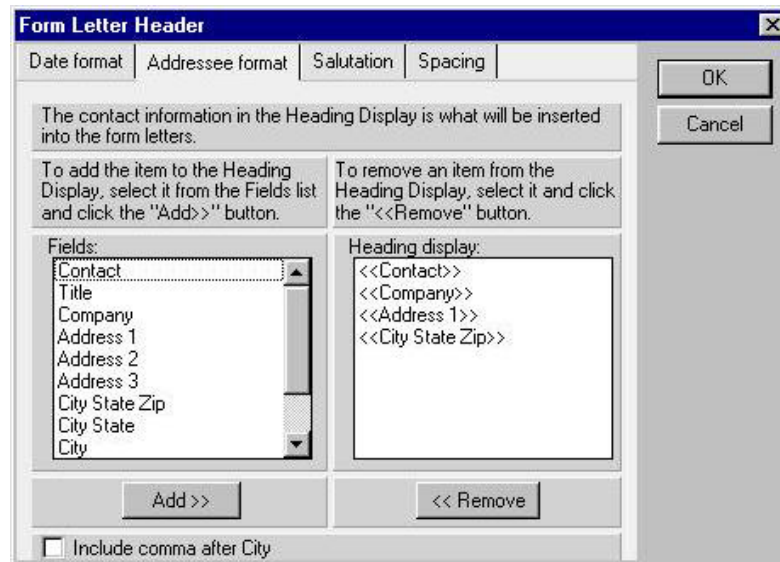 Form Letter Header
Date format
Addressee format
Salutation
Spacing
OK
Cancel
The contact information in the Heading Display is what will be inserted
into the form letters.
To add the item to the Heading
Display, select it from the Fields list
and click the "Add>>" button.
To remove an item from the
Heading Display, select it and click
the "<<Remove" button.
Fields:
Contact
Title
Company
Address 1
Address 2
Address 3
City State Zip
City State
City
Heading display:
<<Contact>>
<<Company>>
<<Address 1>>
<<City State Zip>>
Add >>
<< Remove
Include comma after City